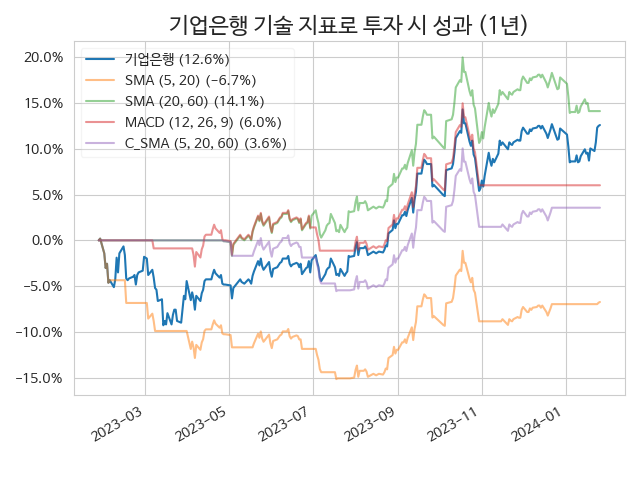 기업은행 기술 지표로 투자 시 성과 (1년)
20.0%
15.0%
10.0%
5.0%
0.0%
−5.0%
−10.0%
−15.0%
기업은행 (12.6%)
SMA (5, 20) (−6.7%)
SMA (20, 60) (14.1%)
MACD (12, 26, 9) (6.0%)
C_SMA (5, 20, 60) (3.6%)
2023−03
2023−05
2023−07
2023−09
2023−11
2024−01